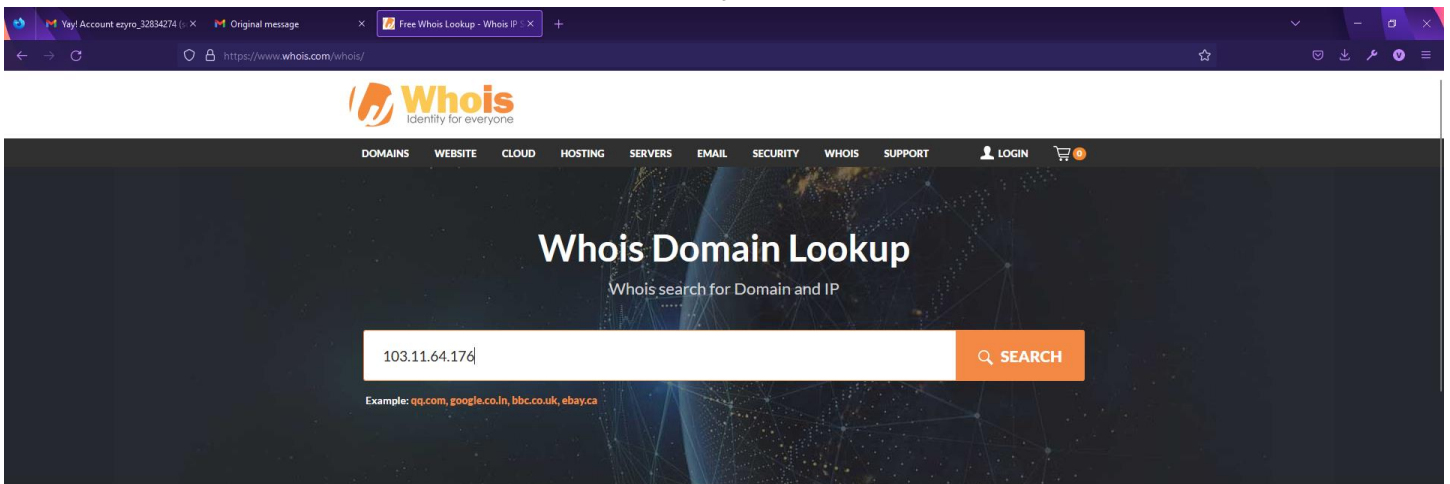 Yay! Account ezyro_32834274 (s
Original message
Free Whois Lookup - Whois IP S
https://www.whois.com/whois/
Whois
Identity for everyone
DOMAINS WEBSITE CLOUD HOSTING SERVERS EMAIL SECURITY WHOIS SUPPORT LOGIN 0
Whois Domain Lookup
Whois search for Domain and IP
103.11.64.176
SEARCH
Example: qq.com, google.co.in, bbc.co.uk, ebay.ca